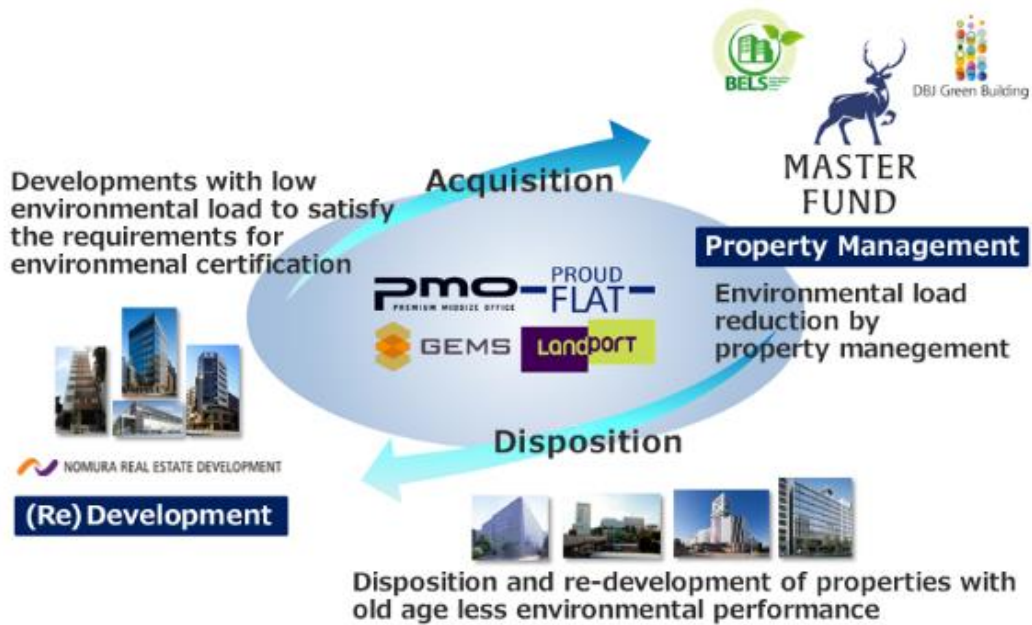 BELS
DBJ Green Building
MASTER
FUND
Property Management
Acquisition
Developments with low
environmental load to satisfy
the requirements for
environmenal certification
pmo
PREMIUM MIDDIZE OFFICE
PROUD
FLAT
GEMS
Landport
Environmental load
reduction by
property manegement
Disposition
NOMURA REAL ESTATE DEVELOPMENT
(Re) Development
Disposition and re-development of properties with
old age less environmental performance